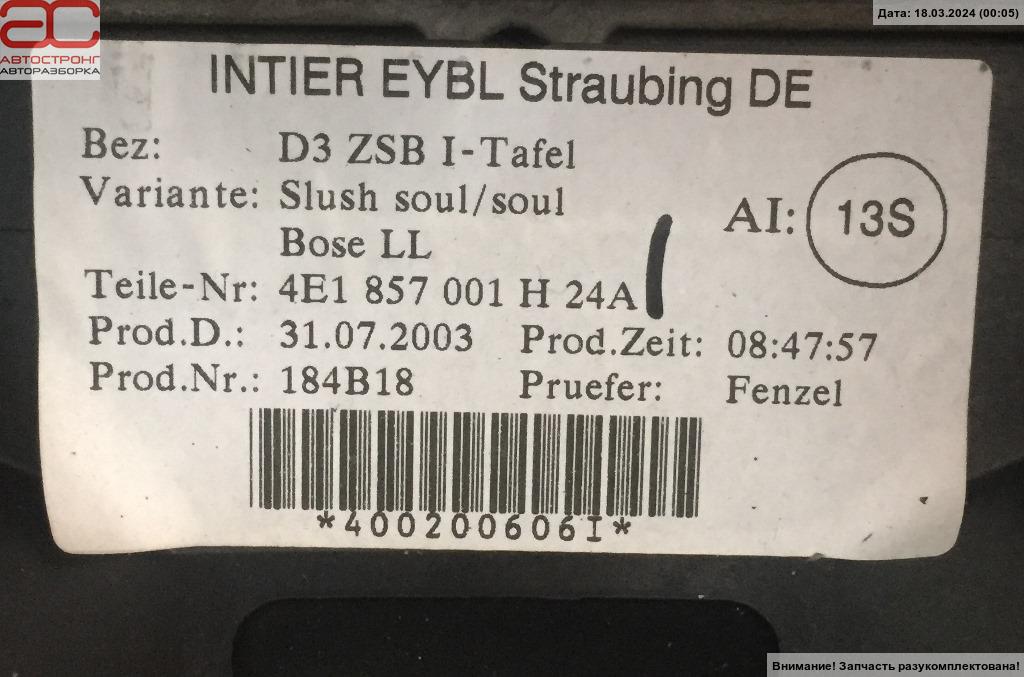 Дата: 18.03.2024 (00:05)
ас
АВТОСТРОНГ
АВТОРАЗБОРКА
INTIER EYBL Straubing DE
Bez: D3 ZSB I-Tafel
Variante: Slush soul/soul
Bose LL
AI: 13S
Teile-Nr: 4E1 857 001 H 24A
Prod.D.: 31.07.2003 Prod.Zeit: 08:47:57
Prod.Nr.: 184B18 Pruefer: Fenzel
*400200606I*
Внимание! Запчасть разукомплектована!